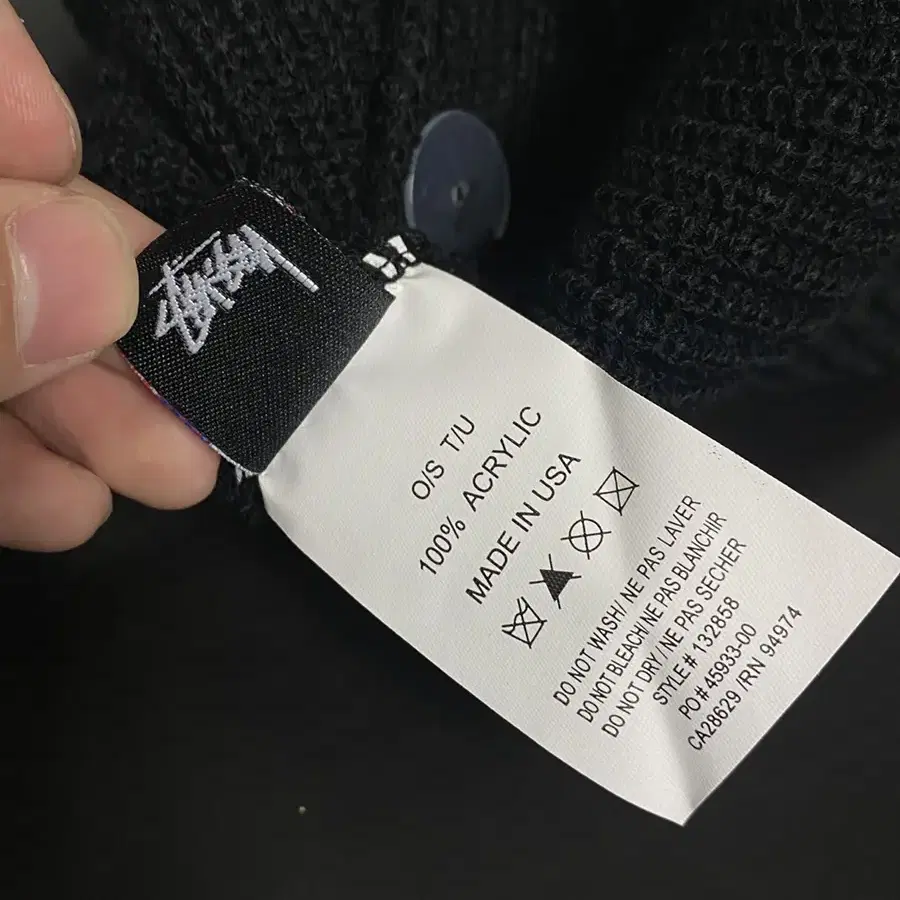 Stüssy
O/S T/U
100% ACRYLIC
MADE IN USA
DO NOT WASH/ NE PAS LAVER
DO NOT BLEACH/NE PAS BLANCHIR
DO NOT DRY/ NE PAS SECHER
STYLE # 132858
PO# 45933-00
CA28629 /RN 94974